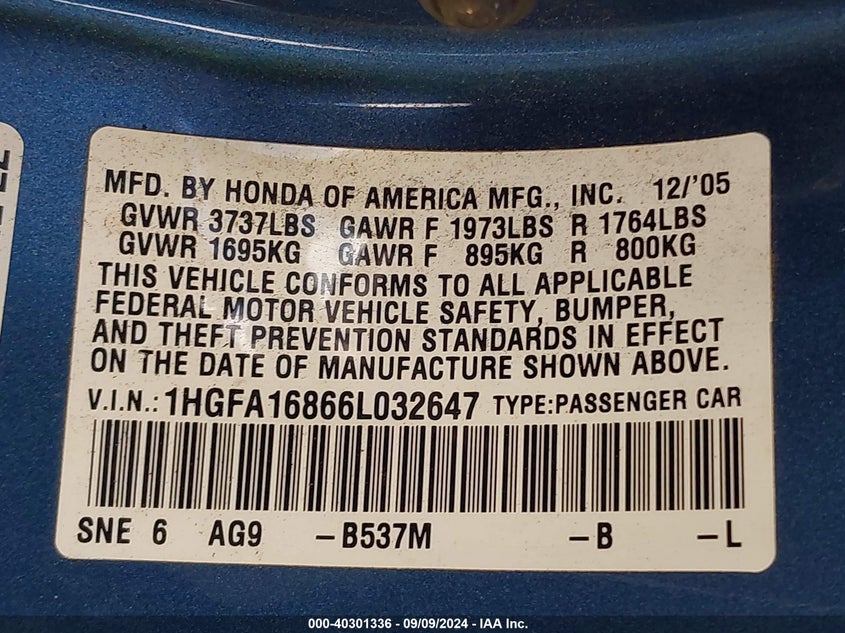 MFD. BY HONDA OF AMERICA MFG., INC. 12/'05
GVWR 3737LBS GAWR F 1973LBS R 1764LBS
GVWR 1695KG GAWR F 895KG R 800KG
THIS VEHICLE CONFORMS TO ALL APPLICABLE
FEDERAL MOTOR VEHICLE SAFETY, BUMPER,
AND THEFT PREVENTION STANDARDS IN EFFECT
ON THE DATE OF MANUFACTURE SHOWN ABOVE.
V.I.N.: 1HGFA16866L032647 TYPE:PASSENGER CAR
SNE 6 AG9 -B537M -B -L
000-40301336 - 09/09/2024 - IAA Inc.